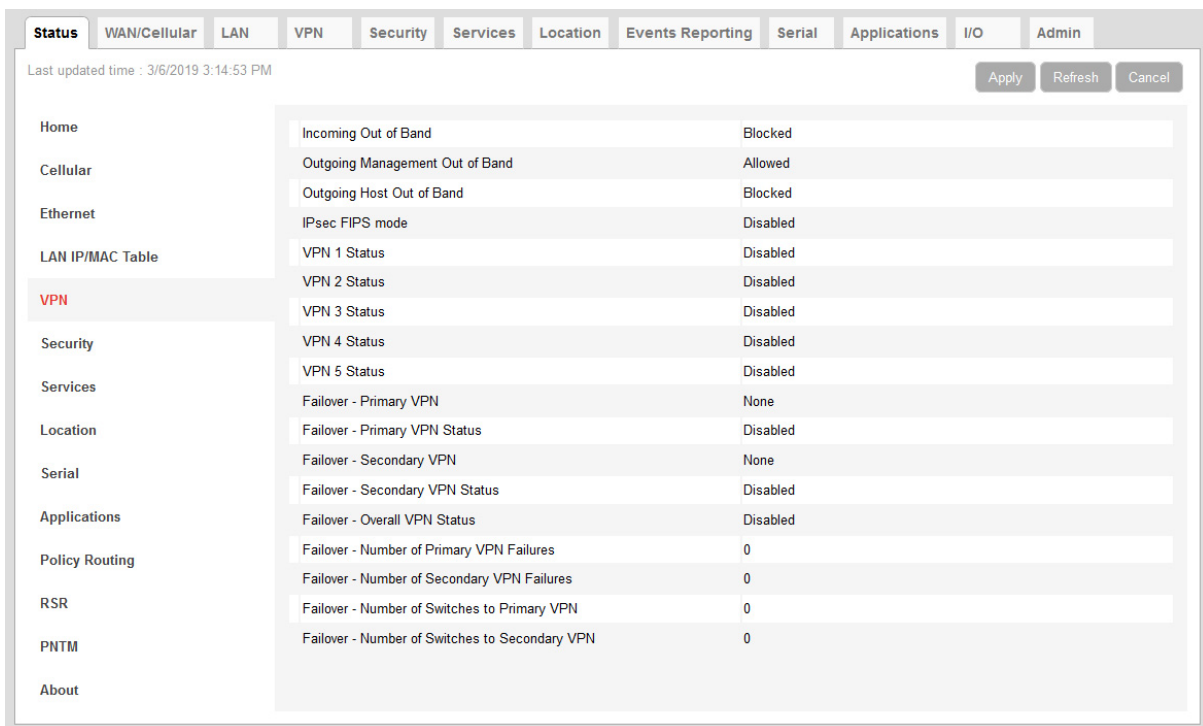 Status WAN/Cellular LAN VPN Security Services Location Events Reporting Serial Applications I/O Admin
Last updated time : 3/6/2019 3:14:53 PM
Apply Refresh Cancel
Home
Cellular
Ethernet
LAN IP/MAC Table
VPN
Security
Services
Location
Serial
Applications
Policy Routing
RSR
PNTM
About
Incoming Out of Band Blocked
Outgoing Management Out of Band Allowed
Outgoing Host Out of Band Blocked
IPsec FIPS mode Disabled
VPN 1 Status Disabled
VPN 2 Status Disabled
VPN 3 Status Disabled
VPN 4 Status Disabled
VPN 5 Status Disabled
Failover - Primary VPN None
Failover - Primary VPN Status Disabled
Failover - Secondary VPN None
Failover - Secondary VPN Status Disabled
Failover - Overall VPN Status Disabled
Failover - Number of Primary VPN Failures 0
Failover - Number of Secondary VPN Failures 0
Failover - Number of Switches to Primary VPN 0
Failover - Number of Switches to Secondary VPN 0